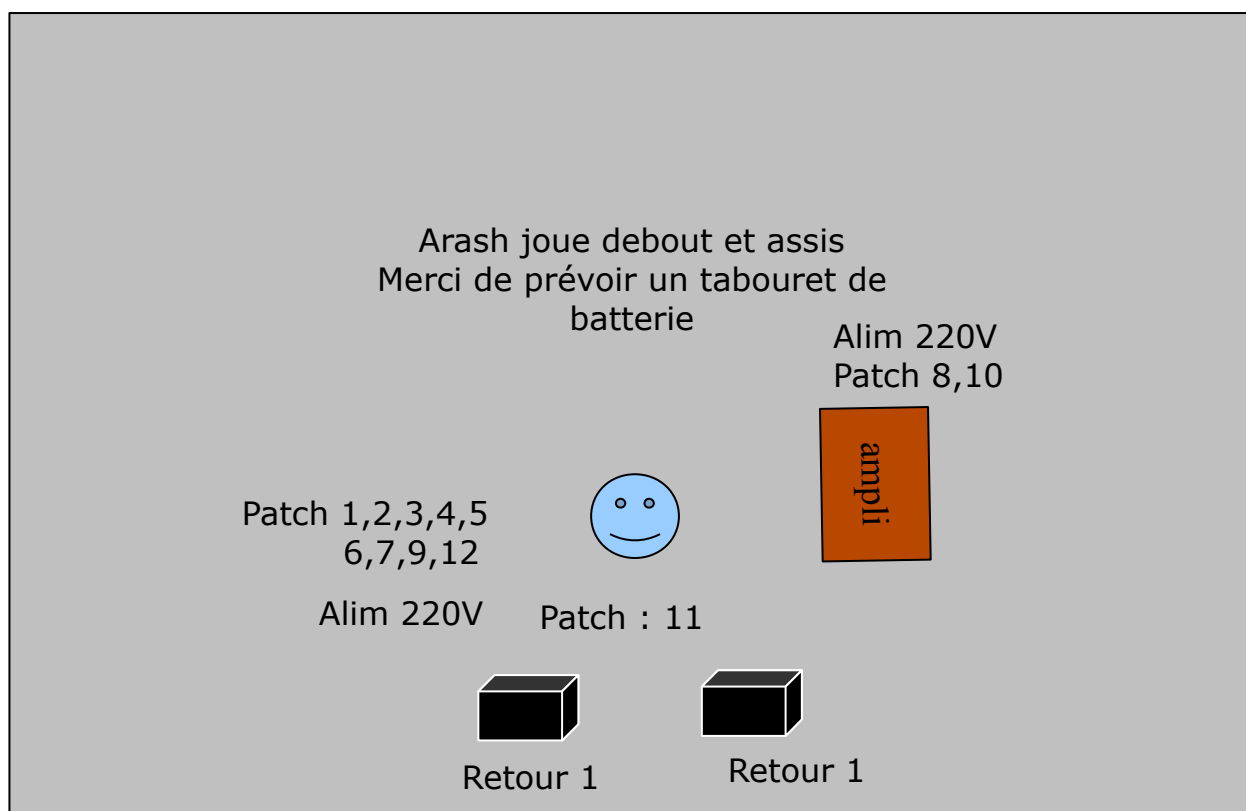 Arash joue debout et assis
Merci de prévoir un tabouret de
batterie
Alim 220V
Patch 8,10
ampli
Patch 1,2,3,4,5
6,7,9,12
Alim 220V
Patch : 11
Retour 1
Retour 1